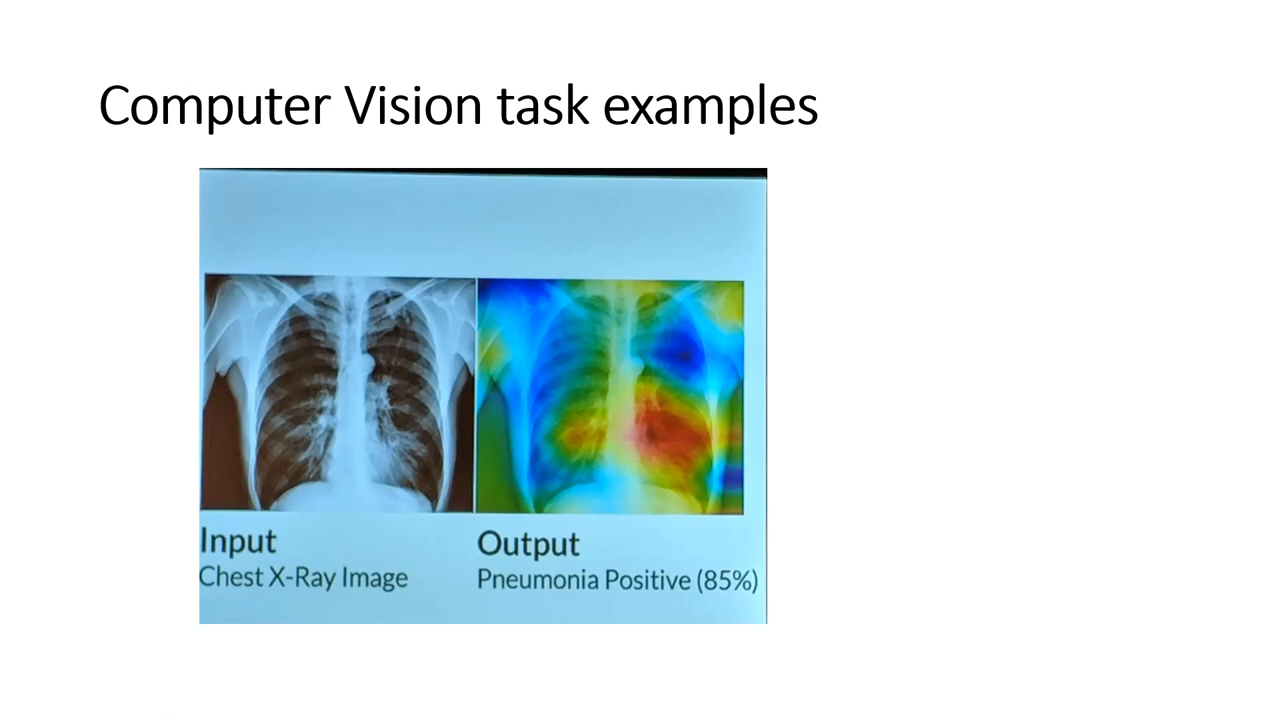 Computer Vision task examples
Input
Chest X-Ray Image
Output
Pneumonia Positive (85%)